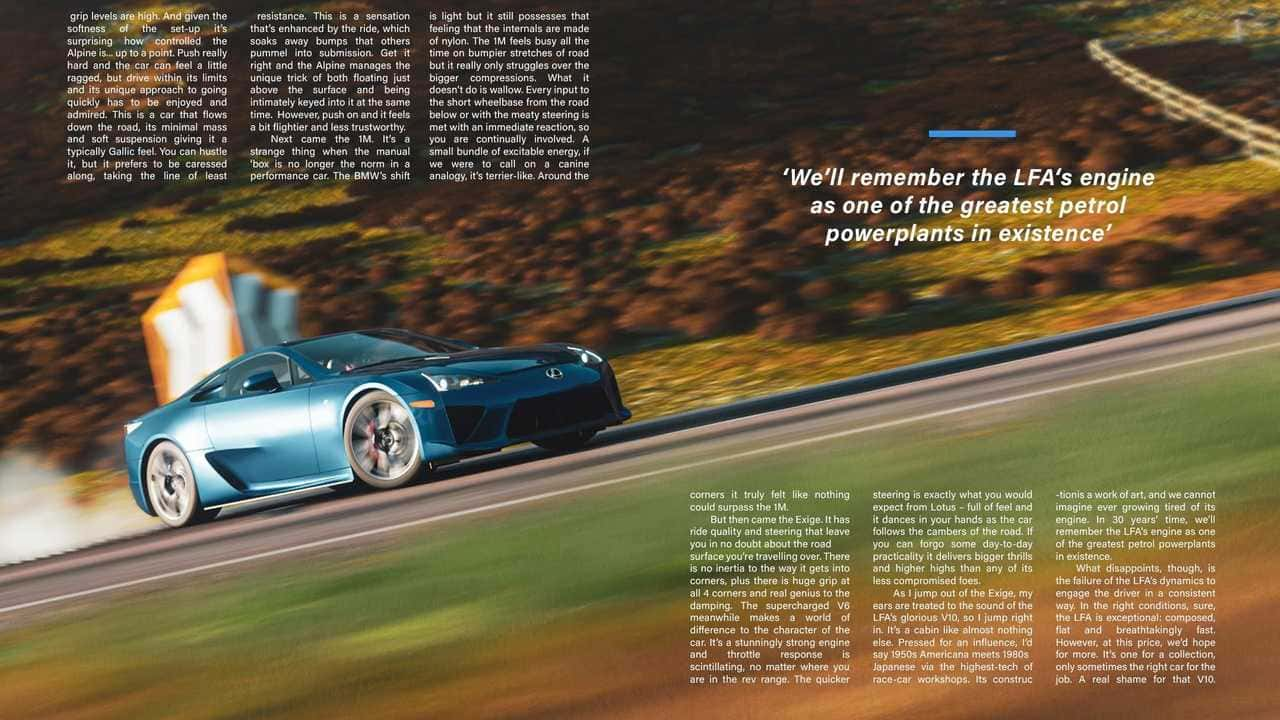 grip levels are high. And given the
softness of the set-up it's
surprising how controlled the
Alpine is... up to a point. Push really
hard and the car can feel a little
ragged, but drive within its limits
and its unique approach to going
quickly has to be enjoyed and
admired. This is a car that flows
down the road, its minimal mass
and soft suspension giving it a
typically Gallic feel. You can hustle
it, but it prefers to be caressed
along, taking the line of least
resistance. This is a sensation
that's enhanced by the ride, which
soaks away bumps that others
pummel into submission. Get it
right and the Alpine manages the
unique trick of both floating just
above the surface and being
intimately keyed into it at the same
time. However, push on and it feels
a bit flightier and less trustworthy.
Next came the 1M. It's a
strange thing when the manual
'box is no longer the norm in a
performance car. The BMW's shift
is light but it still possesses that
feeling that the internals are made
of nylon. The 1M feels busy all the
time on bumpier stretches of road
but it really only struggles over the
bigger compressions. What it
doesn't do is wallow. Every input to
the short wheelbase from the road
below or with the meaty steering is
met with an immediate reaction, so
you are continually involved. A
small bundle of excitable energy, if
we were to call on a canine
analogy, it's terrier-like. Around the
'We'll remember the LFA's engine
as one of the greatest petrol
powerplants in existence'
corners it truly felt like nothing
could surpass the 1M.
But then came the Exige. It has
ride quality and steering that leave
you in no doubt about the road
surface you're travelling over. There
is no inertia to the way it gets into
corners, plus there is huge grip at
all 4 corners and real genius to the
damping. The supercharged V6
meanwhile makes a world of
difference to the character of the
car. It's a stunningly strong engine
and throttle response is
scintillating, no matter where you
are in the rev range. The quicker
steering is exactly what you would
expect from Lotus – full of feel and
it dances in your hands as the car
follows the cambers of the road. If
you can forgo some day-to-day
practicality it delivers bigger thrills
and higher highs than any of its
less compromised foes.
As I jump out of the Exige, my
ears are treated to the sound of the
LFA's glorious V10, so I jump right
in. It's a cabin like almost nothing
else. Pressed for an influence, I'd
say 1950s Americana meets 1980s
Japanese via the highest-tech of
race-car workshops. Its construc
-tionis a work of art, and we cannot
imagine ever growing tired of its
engine. In 30 years' time, we'll
remember the LFA's engine as one
of the greatest petrol powerplants
in existence.
What disappoints, though, is
the failure of the LFA's dynamics to
engage the driver in a consistent
way. In the right conditions, sure,
the LFA is exceptional: composed,
flat and breathtakingly fast.
However, at this price, we'd hope
for more. It's one for a collection,
only sometimes the right car for the
job. A real shame for that V10.